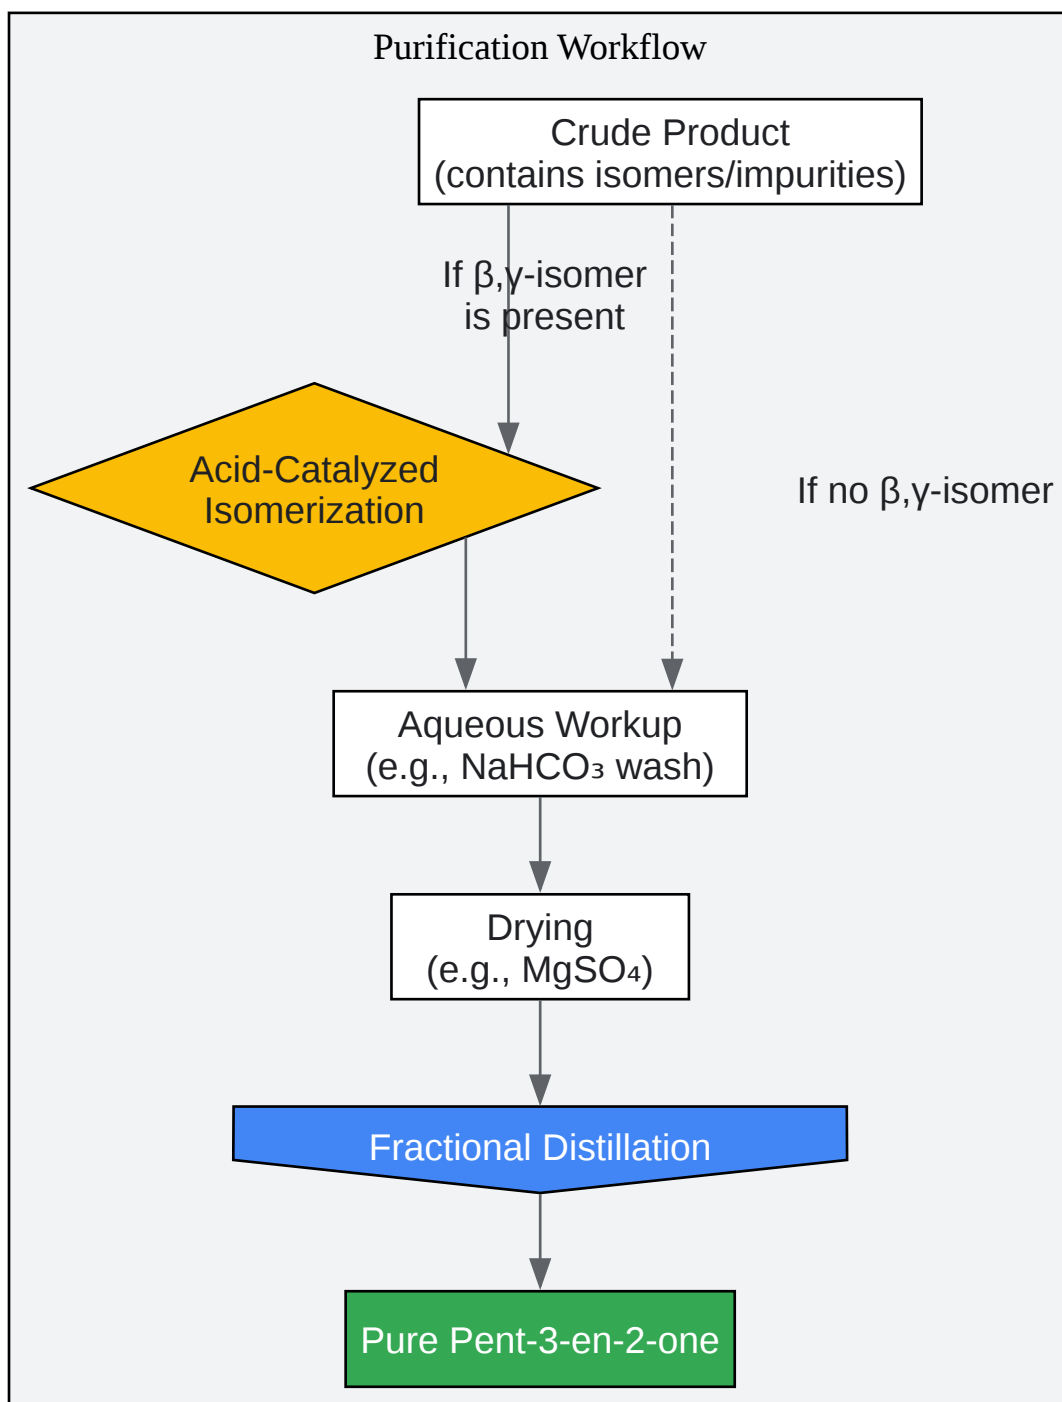 Purification Workflow
Crude Product
(contains isomers/impurities)
If β,γ-isomer
is present
Acid-Catalyzed
Isomerization
If no β,γ-isomer
Aqueous Workup
(e.g., NaHCO₃ wash)
Drying
(e.g., MgSO₄)
Fractional Distillation
Pure Pent-3-en-2-one